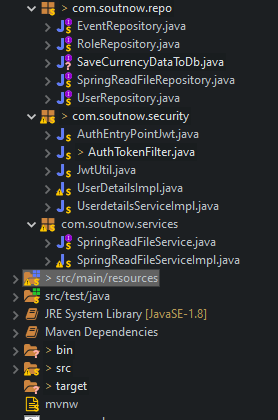 > com.soutnow.repo
EventRepository.java
RoleRepository.java
SaveCurrencyDataToDb.java
SpringReadFileRepository.java
UserRepository.java
> com.soutnow.security
AuthEntryPointJwt.java
> AuthTokenFilter.java
JwtUtil.java
UserDetailsImpl.java
UserdetailsServiceImpl.java
com.soutnow.services
SpringReadFileService.java
SpringReadFileServiceImpl.java
> src/main/resources
src/test/java
JRE System Library [JavaSE-1.8]
Maven Dependencies
> bin
> src
target
mvnw